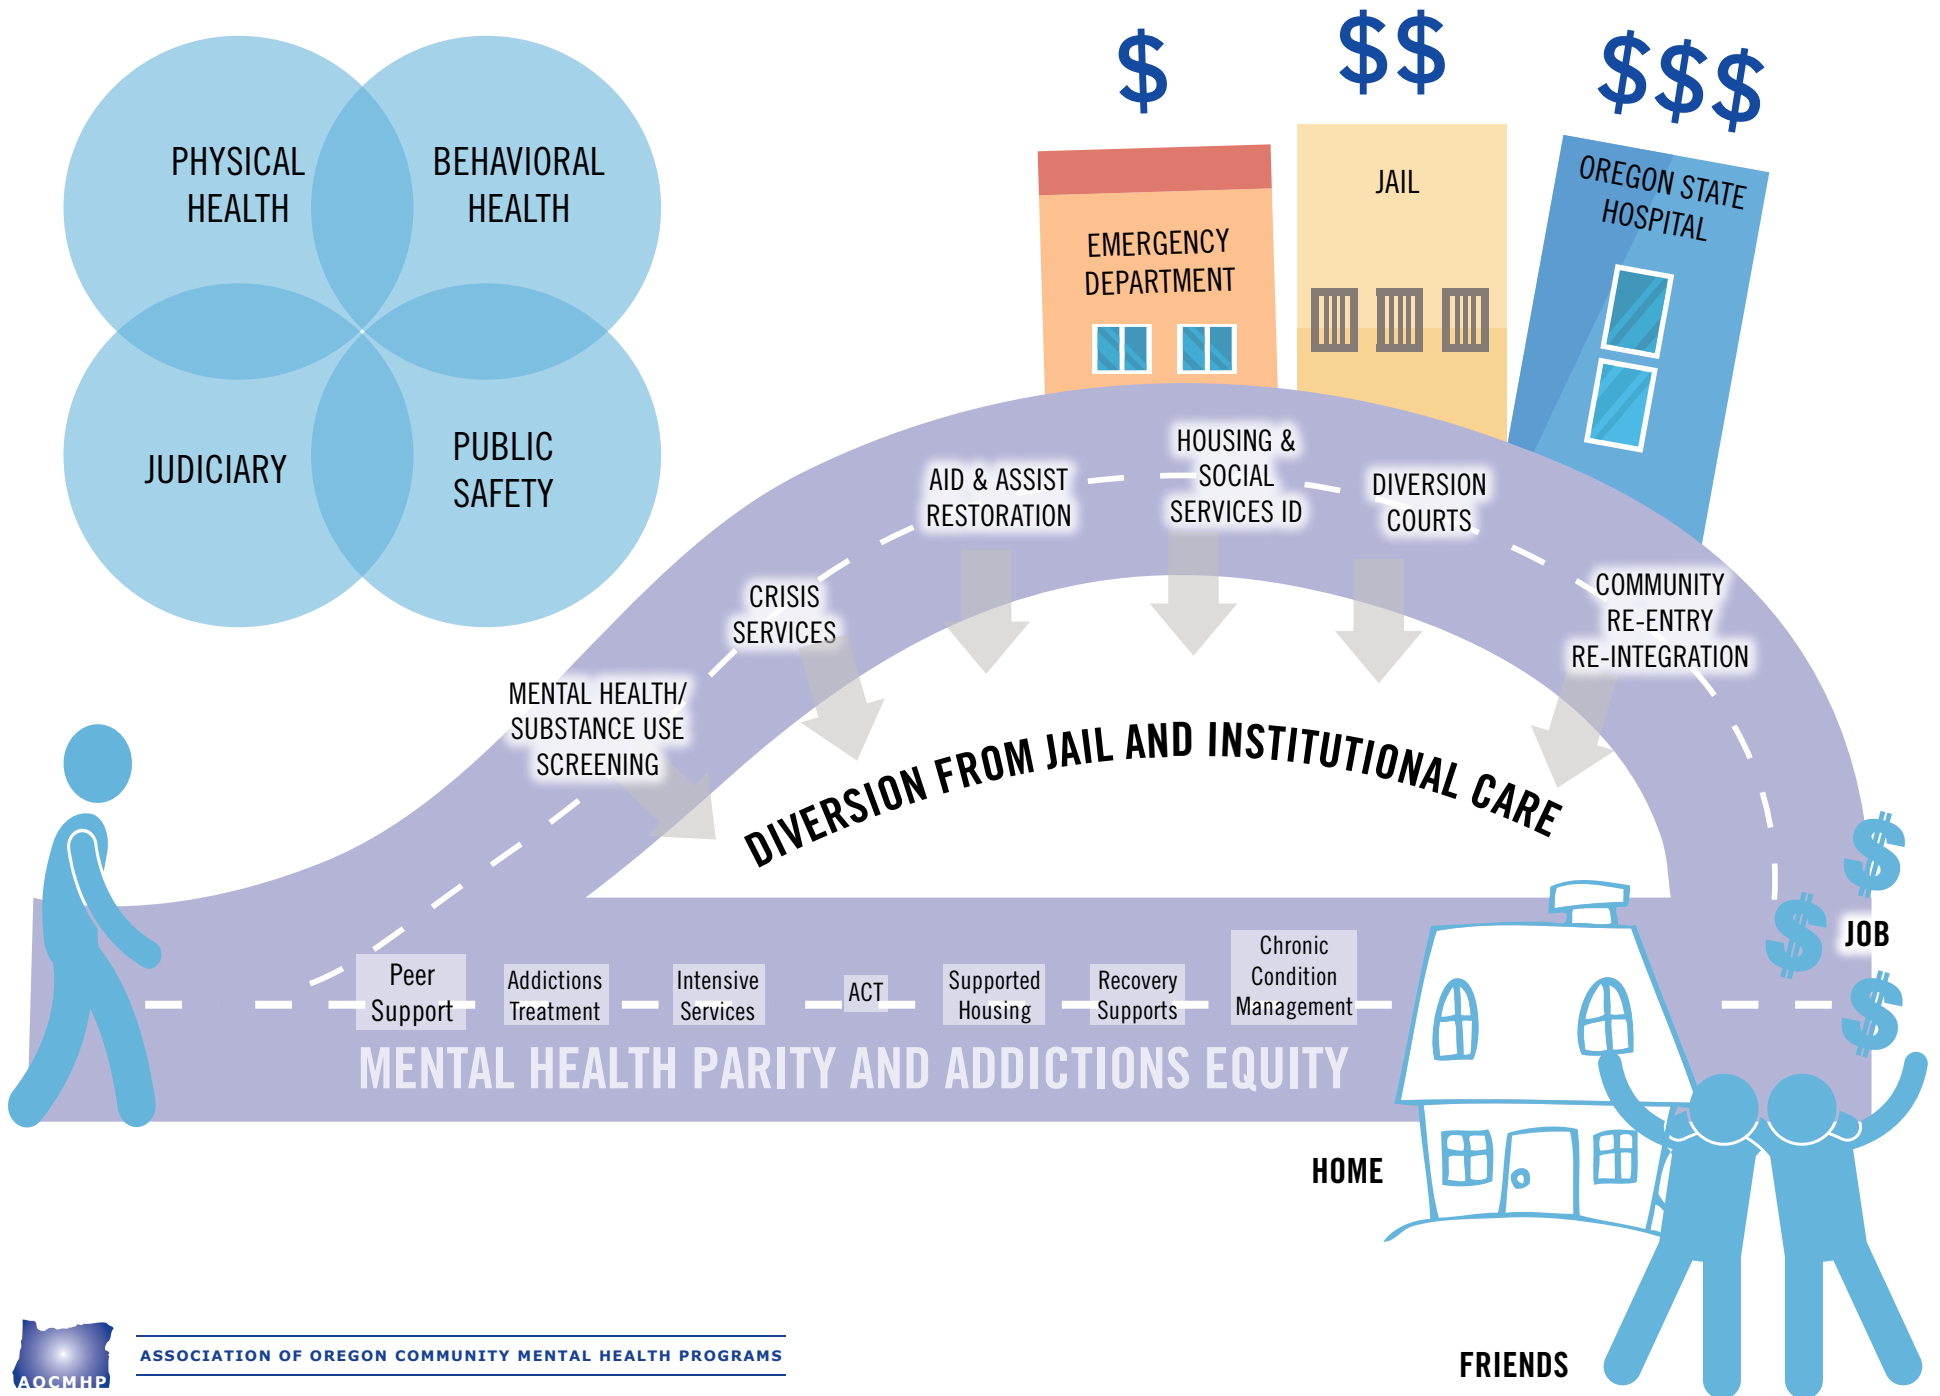 PHYSICAL
HEALTH
BEHAVIORAL
HEALTH
JUDICIARY
PUBLIC
SAFETY
$
$$
$$$
EMERGENCY
DEPARTMENT
JAIL
OREGON STATE
HOSPITAL
MENTAL HEALTH/
SUBSTANCE USE
SCREENING
CRISIS
SERVICES
AID & ASSIST
RESTORATION
HOUSING &
SOCIAL
SERVICES ID
DIVERSION
COURTS
COMMUNITY
RE-ENTRY
RE-INTEGRATION
DIVERSION FROM JAIL AND INSTITUTIONAL CARE
Peer
Support
Addictions
Treatment
Intensive
Services
ACT
Supported
Housing
Recovery
Supports
Chronic
Condition
Management
MENTAL HEALTH PARITY AND ADDICTIONS EQUITY
$
$
$
JOB
HOME
FRIENDS
AOCMHP
ASSOCIATION OF OREGON COMMUNITY MENTAL HEALTH PROGRAMS